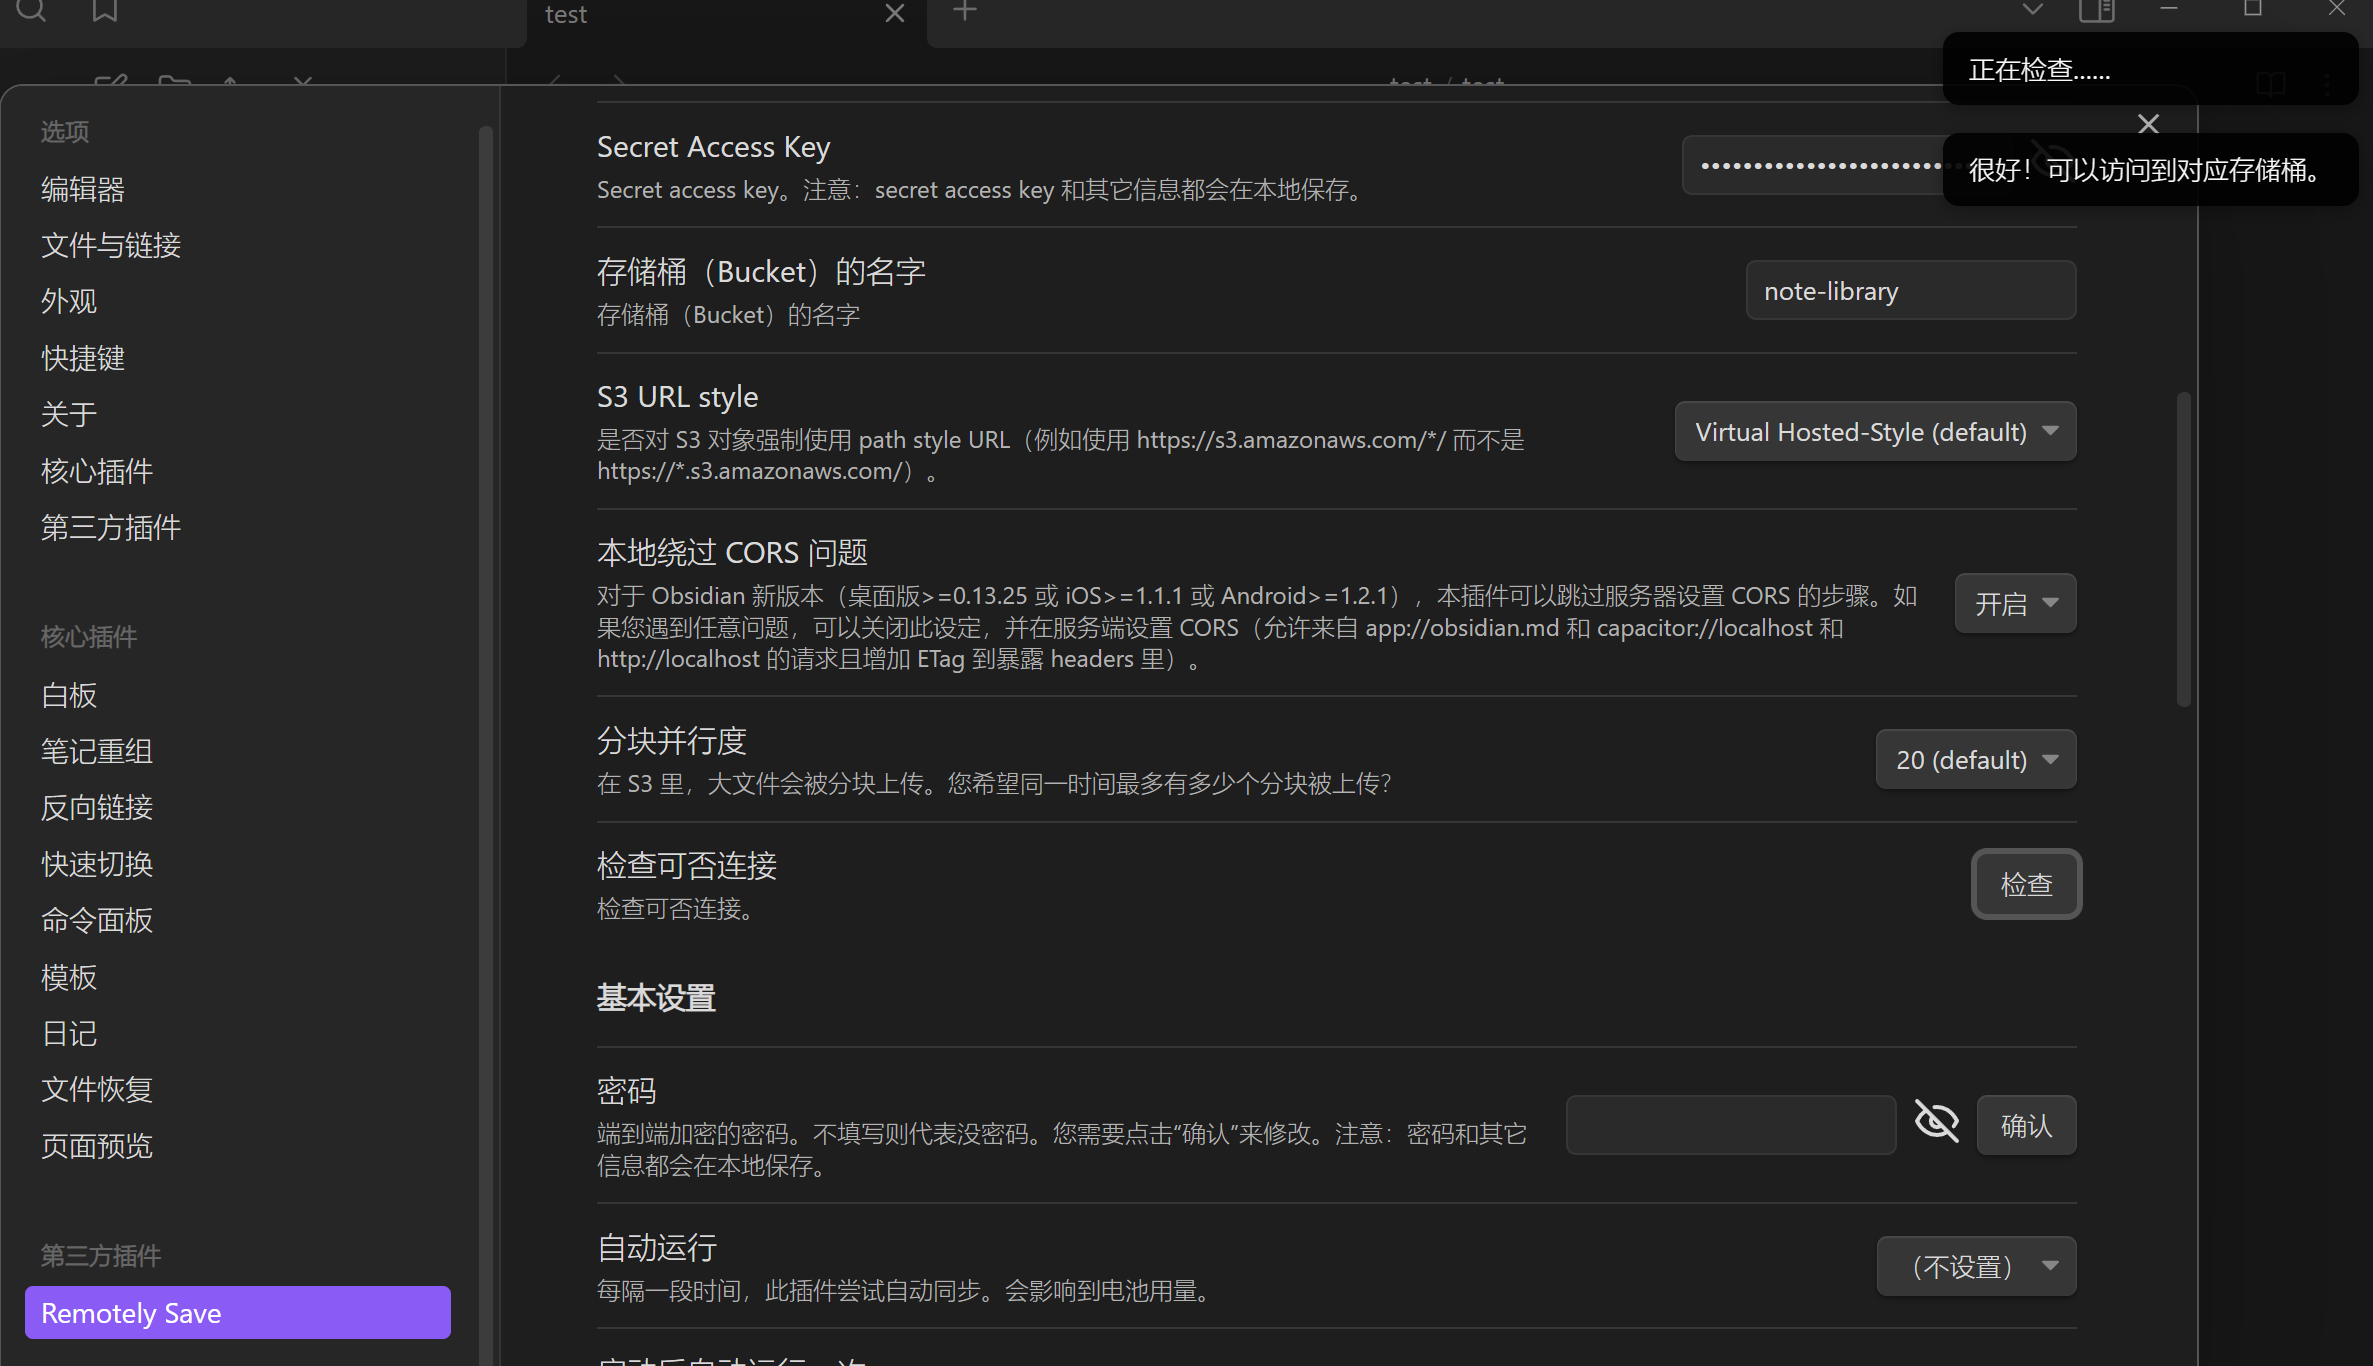 test
test / test
正在检查......
很好！可以访问到对应存储桶。
选项
编辑器
文件与链接
外观
快捷键
关于
核心插件
第三方插件
核心插件
白板
笔记重组
反向链接
快速切换
命令面板
模板
日记
文件恢复
页面预览
第三方插件
Remotely Save
Secret Access Key
Secret access key。注意：secret access key 和其它信息都会在本地保存。
存储桶（Bucket）的名字
存储桶（Bucket）的名字
note-library
S3 URL style
是否对 S3 对象强制使用 path style URL（例如使用 https://s3.amazonaws.com/*/ 而不是
https://*.s3.amazonaws.com/）。
Virtual Hosted-Style (default)
本地绕过 CORS 问题
对于 Obsidian 新版本（桌面版>=0.13.25 或 iOS>=1.1.1 或 Android>=1.2.1），本插件可以跳过服务器设置 CORS 的步骤。如
果您遇到任意问题，可以关闭此设定，并在服务端设置 CORS（允许来自 app://obsidian.md 和 capacitor://localhost 和
http://localhost 的请求且增加 ETag 到暴露 headers 里）。
开启
分块并行度
在 S3 里，大文件会被分块上传。您希望同一时间最多有多少个分块被上传？
20 (default)
检查可否连接
检查可否连接。
检查
基本设置
密码
端到端加密的密码。不填写则代表没密码。您需要点击“确认”来修改。注意：密码和其它
信息都会在本地保存。
确认
自动运行
每隔一段时间，此插件尝试自动同步。会影响到电池用量。
（不设置）
启动后自动运行一次